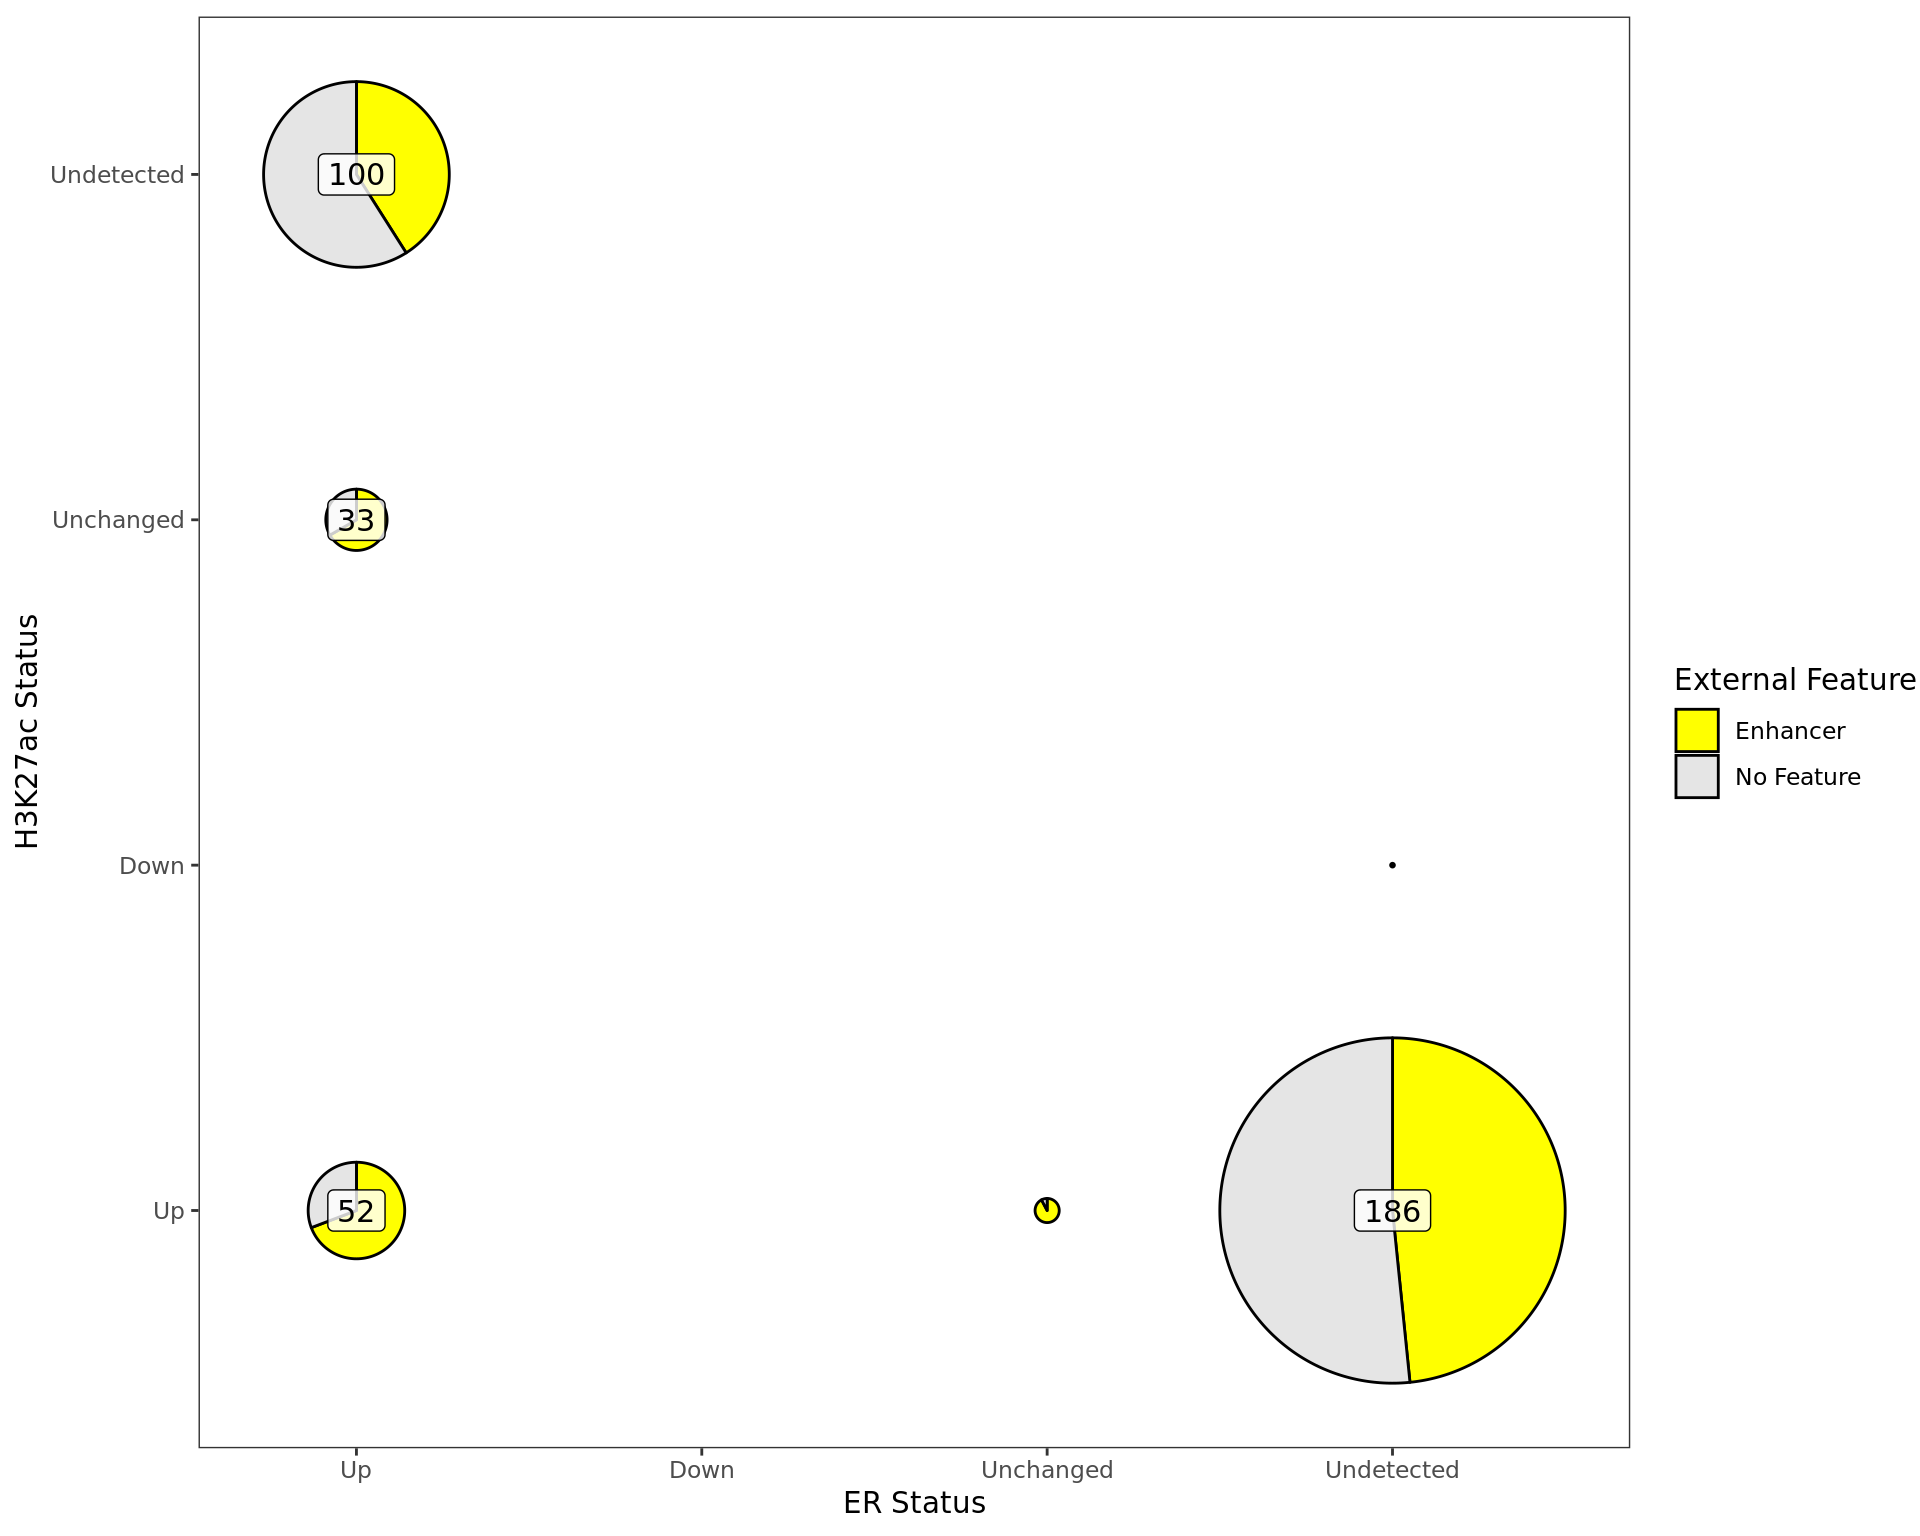 H3K27ac Status
Undetected
Unchanged
Down
Up
100
33
52
186
Up
Down
Unchanged
Undetected
ER Status
External Feature
Enhancer
No Feature